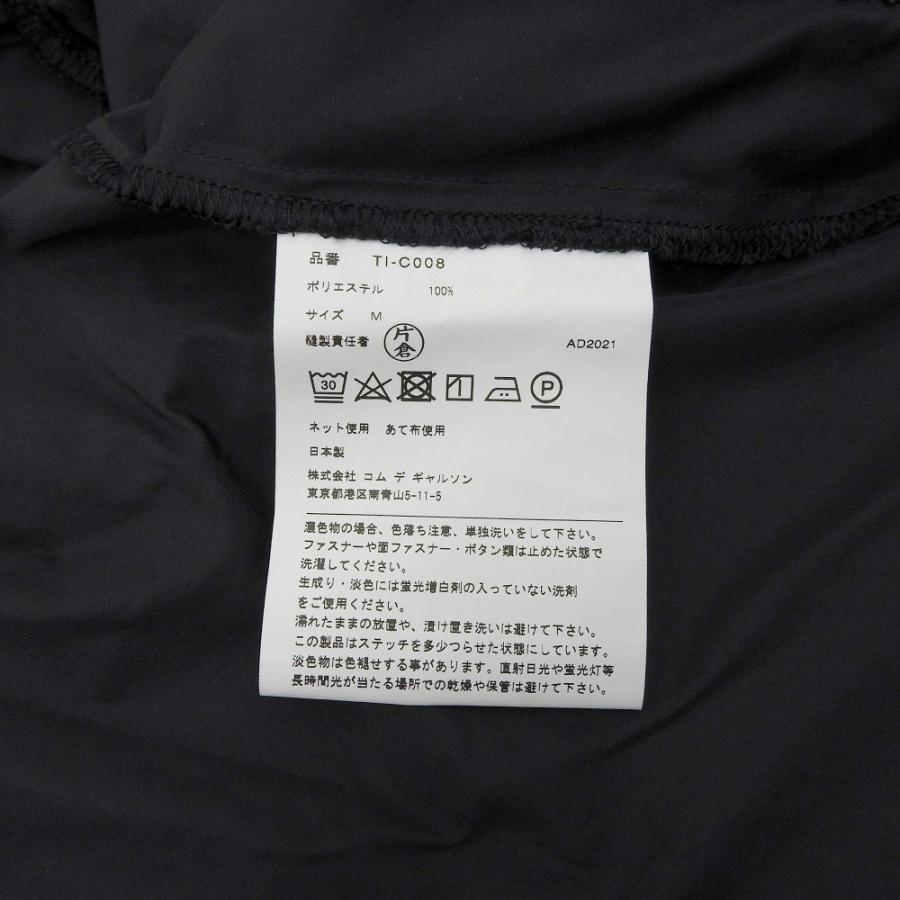 品番 TI-C008
ポリエステル 100%
サイズ M
縫製責任者 片倉 AD2021
30 P
ネット使用 あて布使用
日本製
株式会社 コム デ ギャルソン
東京都港区南青山5-11-5
濃色物の場合、色落ち注意、単独洗いをして下さい。
ファスナーや面ファスナー・ボタン類は止めた状態で
洗濯してください。
生成り・淡色には蛍光増白剤の入っていない洗剤
をご使用ください。
濡れたままの放置や、漬け置き洗いは避けて下さい。
この製品はステッチを多少つらせた状態にしています。
淡色物は色褪せする事があります。直射日光や蛍光灯等
長時間光が当たる場所での乾燥や保管は避けて下さい。